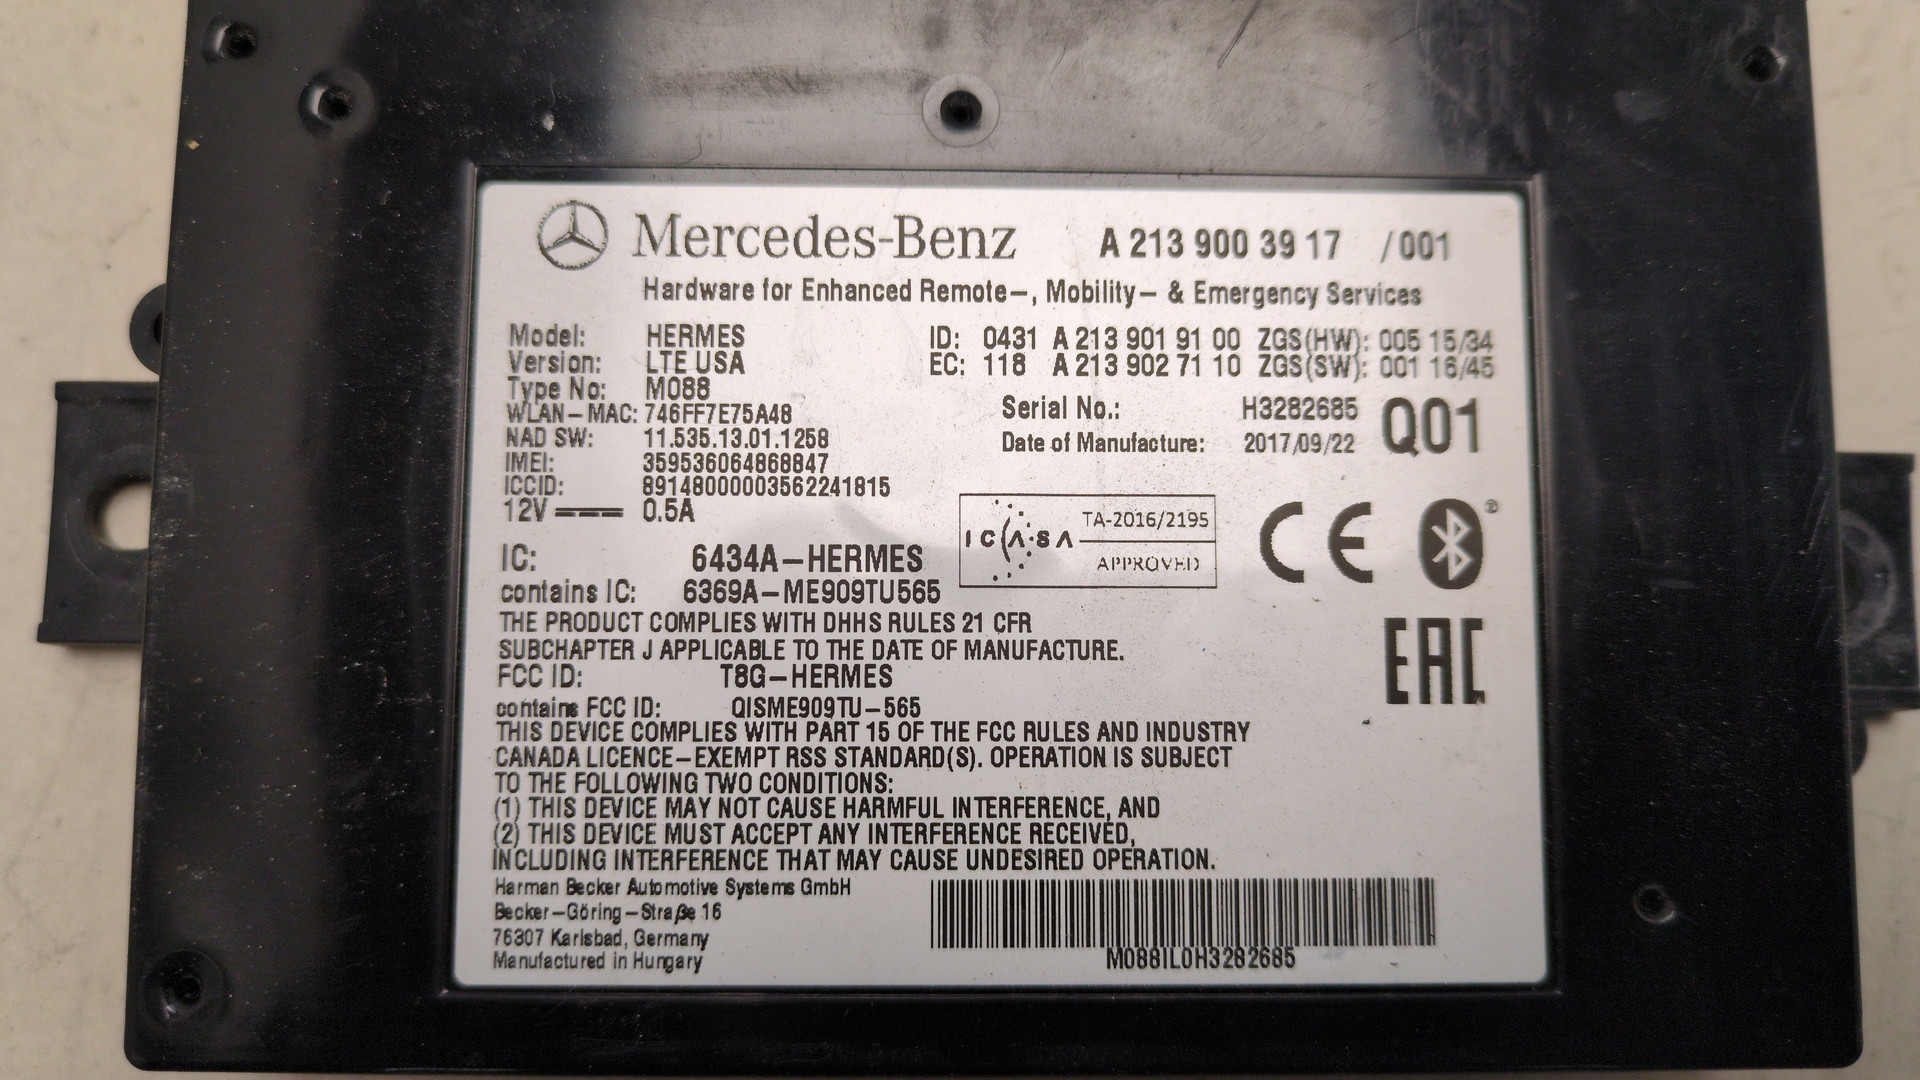 Mercedes-Benz A 213 900 39 17 /001
Hardware for Enhanced Remote-, Mobility- & Emergency Services
Model: HERMES ID: 0431 A 213 901 91 00 ZGS(HW): 005 15/34
Version: LTE USA EC: 118 A 213 902 71 10 ZGS(SW): 001 16/45
Type No: M088
WLAN-MAC: 746FF7E75A48 Serial No.: H3282685 Q01
NAD SW: 11.535.13.01.1258 Date of Manufacture: 2017/09/22
IMEI: 359536064868847
ICCID: 89148000003562241815
12V 0.5A
ICASA TA-2016/2195
APPROVED
CE
IC: 6434A-HERMES
contains IC: 6369A-ME909TU565
THE PRODUCT COMPLIES WITH DHHS RULES 21 CFR
SUBCHAPTER J APPLICABLE TO THE DATE OF MANUFACTURE.
EAC
FCC ID: T8G-HERMES
contains FCC ID: QISME909TU-565
THIS DEVICE COMPLIES WITH PART 15 OF THE FCC RULES AND INDUSTRY
CANADA LICENCE-EXEMPT RSS STANDARD(S). OPERATION IS SUBJECT
TO THE FOLLOWING TWO CONDITIONS:
(1) THIS DEVICE MAY NOT CAUSE HARMFUL INTERFERENCE, AND
(2) THIS DEVICE MUST ACCEPT ANY INTERFERENCE RECEIVED,
INCLUDING INTERFERENCE THAT MAY CAUSE UNDESIRED OPERATION.
Harman Becker Automotive Systems GmbH
Becker-Göring-Straße 16
76307 Karlsbad, Germany
Manufactured in Hungary
M088IL0H3282685